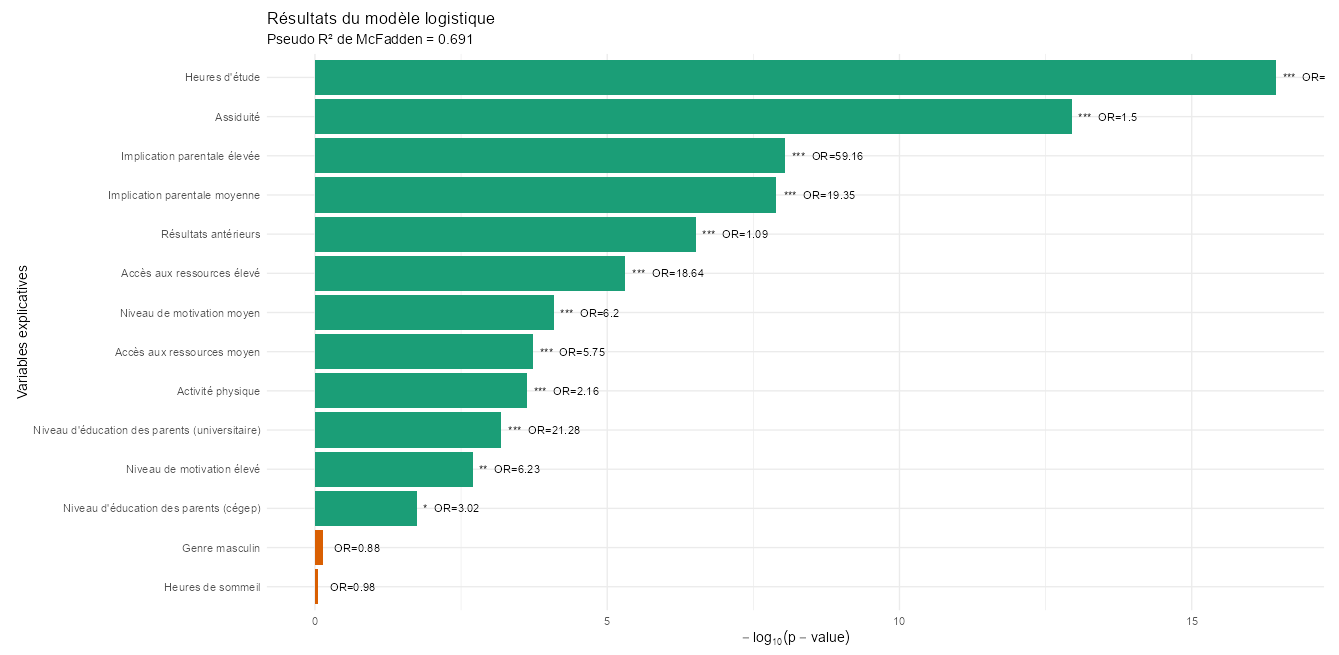 Résultats du modèle logistique
Pseudo R² de McFadden = 0.691
Variables explicatives
Heures d'étude *** OR=
Assiduité *** OR=1.5
Implication parentale élevée *** OR=59.16
Implication parentale moyenne *** OR=19.35
Résultats antérieurs *** OR=1.09
Accès aux ressources élevé *** OR=18.64
Niveau de motivation moyen *** OR=6.2
Accès aux ressources moyen *** OR=5.75
Activité physique *** OR=2.16
Niveau d'éducation des parents (universitaire) *** OR=21.28
Niveau de motivation élevé ** OR=6.23
Niveau d'éducation des parents (cégep) * OR=3.02
Genre masculin OR=0.88
Heures de sommeil OR=0.98
0 5 10 15
− log₁₀(p − value)